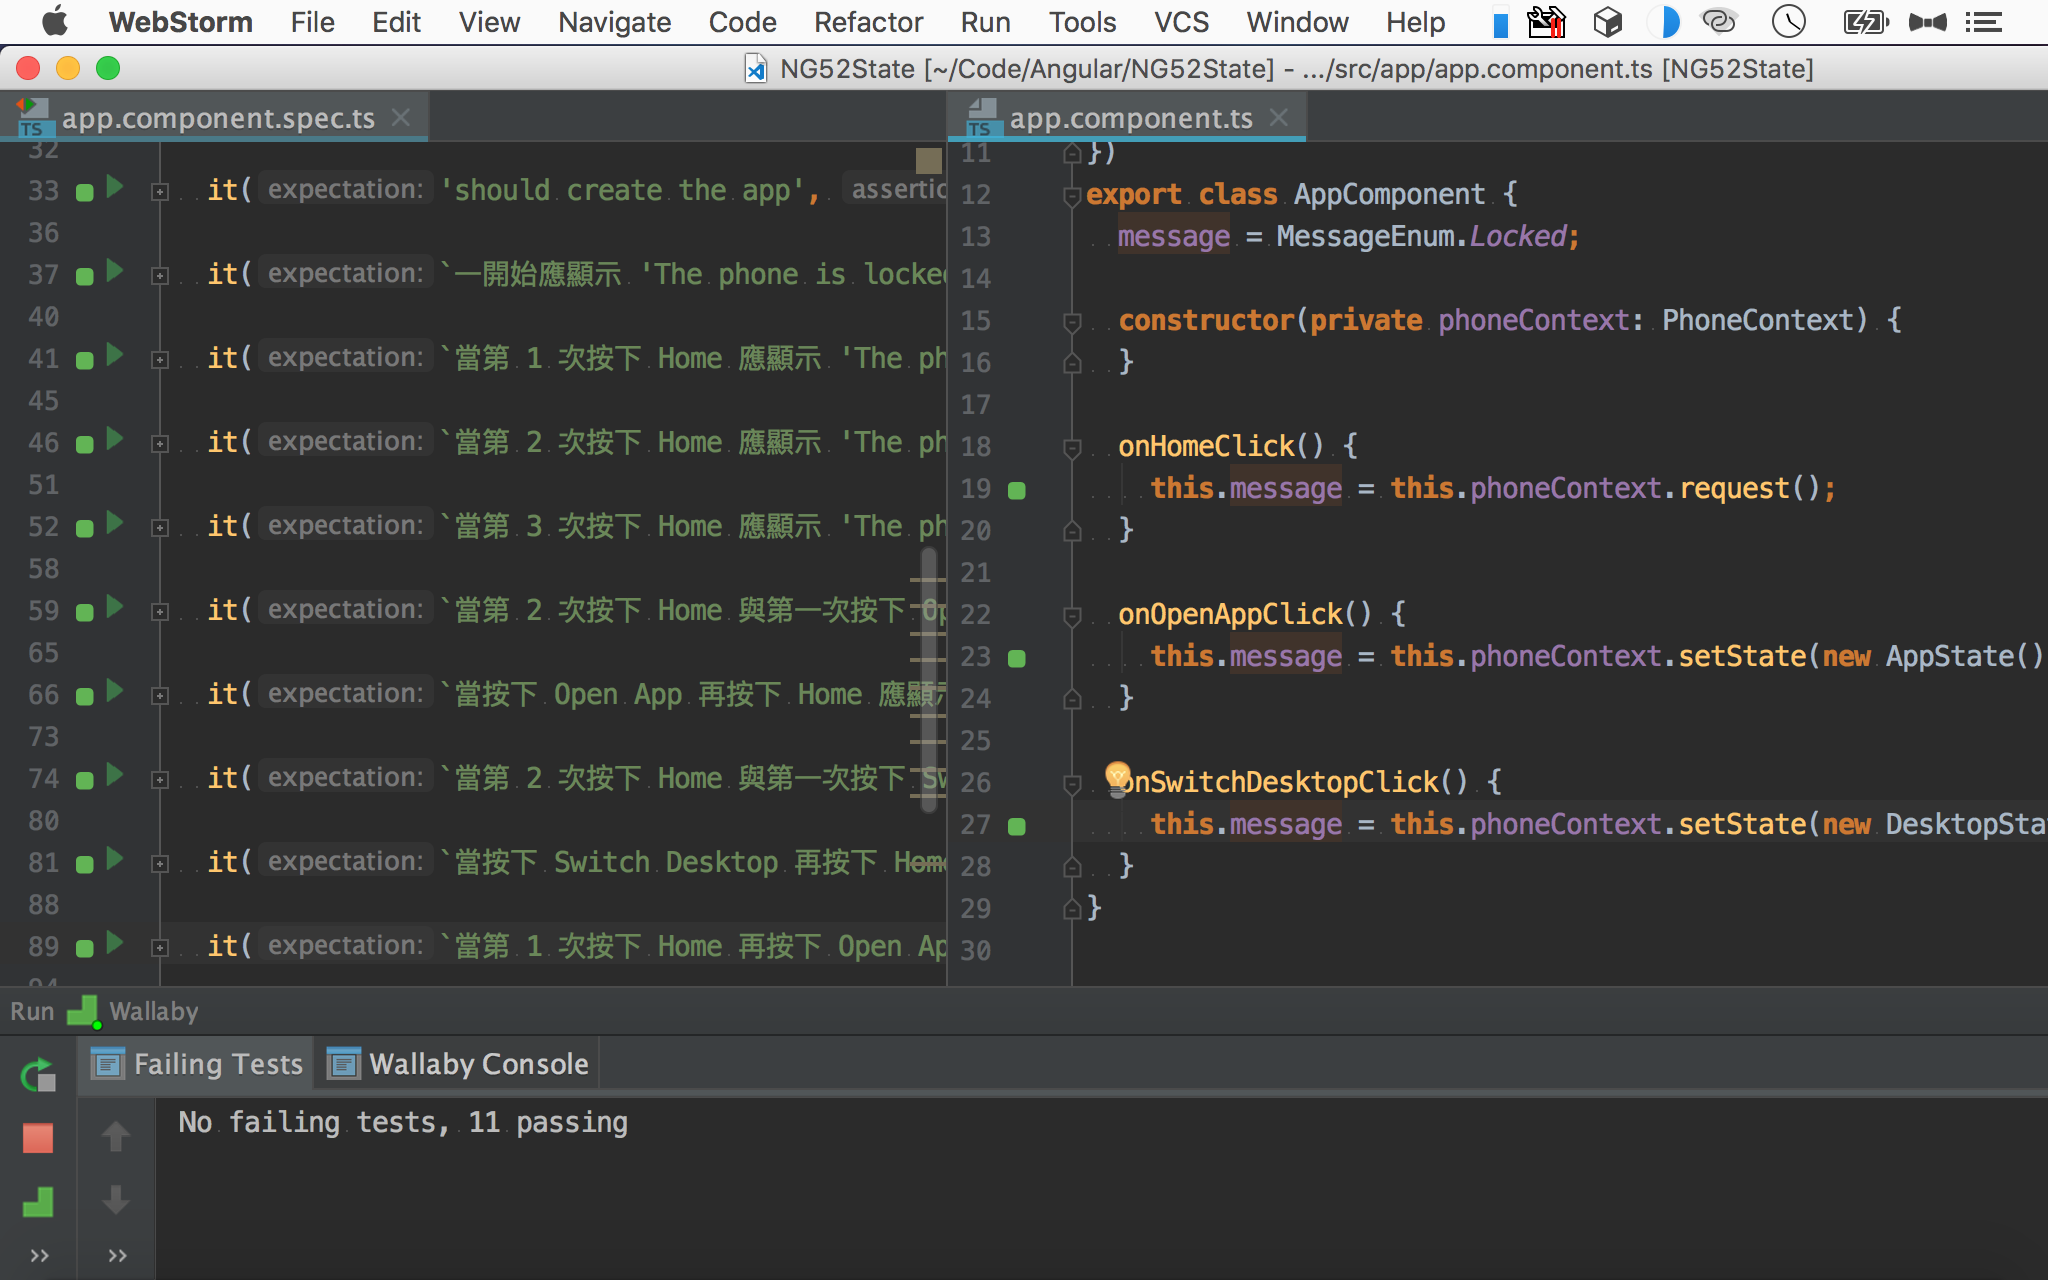 WebStorm File Edit View Navigate Code Refactor Run Tools VCS Window Help
NG52State [~/Code/Angular/NG52State] - .../src/app/app.component.ts [NG52State]
TS app.component.spec.ts
32
33 it( expectation: 'should create the app', assertio
36
37 it( expectation: `一開始應顯示 'The phone is locke
40
41 it( expectation: `當第 1 次按下 Home 應顯示 'The ph
45
46 it( expectation: `當第 2 次按下 Home 應顯示 'The ph
51
52 it( expectation: `當第 3 次按下 Home 應顯示 'The ph
58
59 it( expectation: `當第 2 次按下 Home 與第一次按下 Op
65
66 it( expectation: `當按下 Open App 再按下 Home 應顯
73
74 it( expectation: `當第 2 次按下 Home 與第一次按下 Sw
80
81 it( expectation: `當按下 Switch Desktop 再按下 Home
88
89 it( expectation: `當第 1 次按下 Home 再按下 Open Ap
94
TS app.component.ts
11 })
12 export class AppComponent {
13 message = MessageEnum.Locked;
14
15 constructor(private phoneContext: PhoneContext) {
16 }
17
18 onHomeClick() {
19 this.message = this.phoneContext.request();
20 }
21
22 onOpenAppClick() {
23 this.message = this.phoneContext.setState(new AppState()
24 }
25
26 onSwitchDesktopClick() {
27 this.message = this.phoneContext.setState(new DesktopSta
28 }
29 }
30
Run Wallaby
Failing Tests Wallaby Console
No failing tests, 11 passing